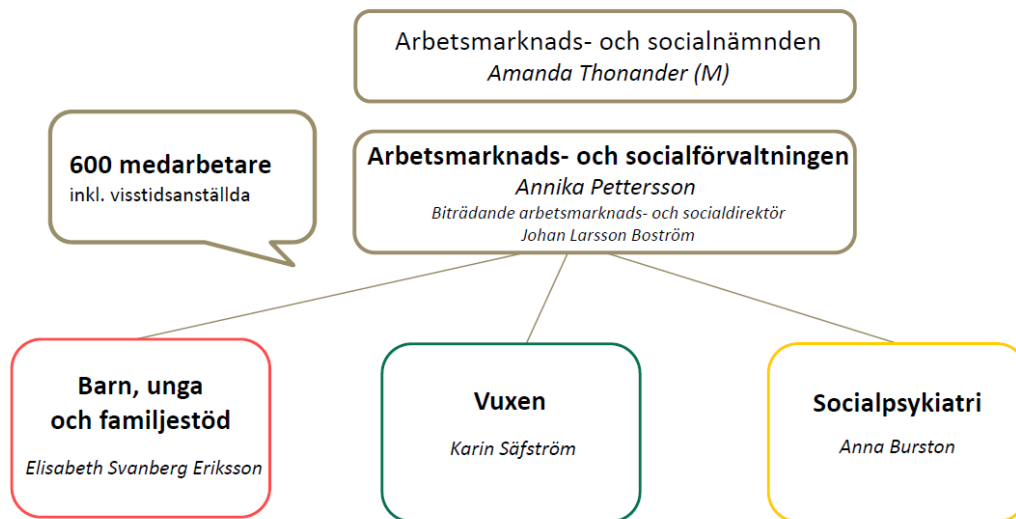 Arbetsmarknads- och socialnämnden
Amanda Thonander (M)
600 medarbetare
inkl. visstidsanställda
Arbetsmarknads- och socialförvaltningen
Annika Pettersson
Biträdande arbetsmarknads- och socialdirektör
Johan Larsson Boström
Barn, unga
och familjestöd
Elisabeth Svanberg Eriksson
Vuxen
Karin Säfström
Socialpsykiatri
Anna Burston